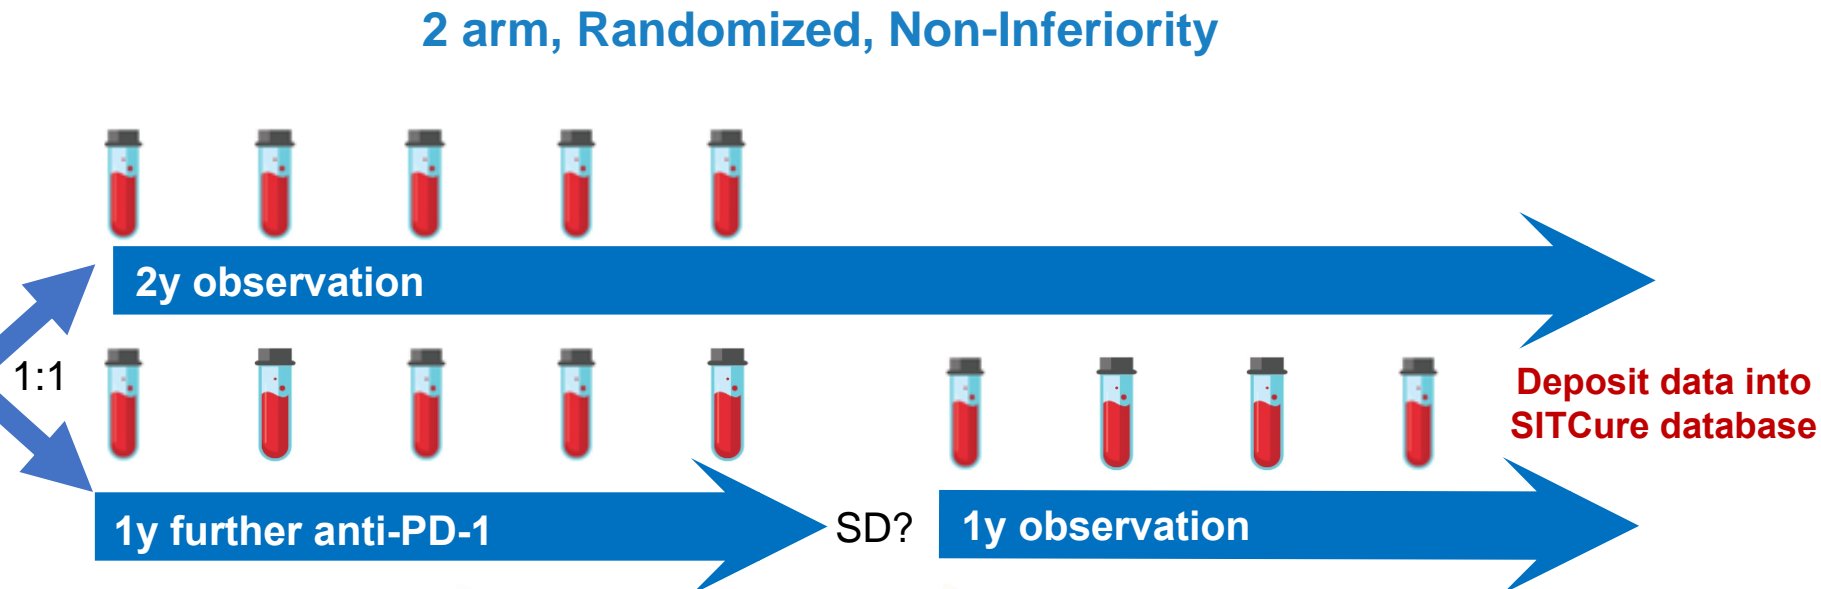 2 arm, Randomized, Non-Inferiority
2y observation
1:1
Deposit data into
SITCure database
1y further anti-PD-1
SD?
1y observation